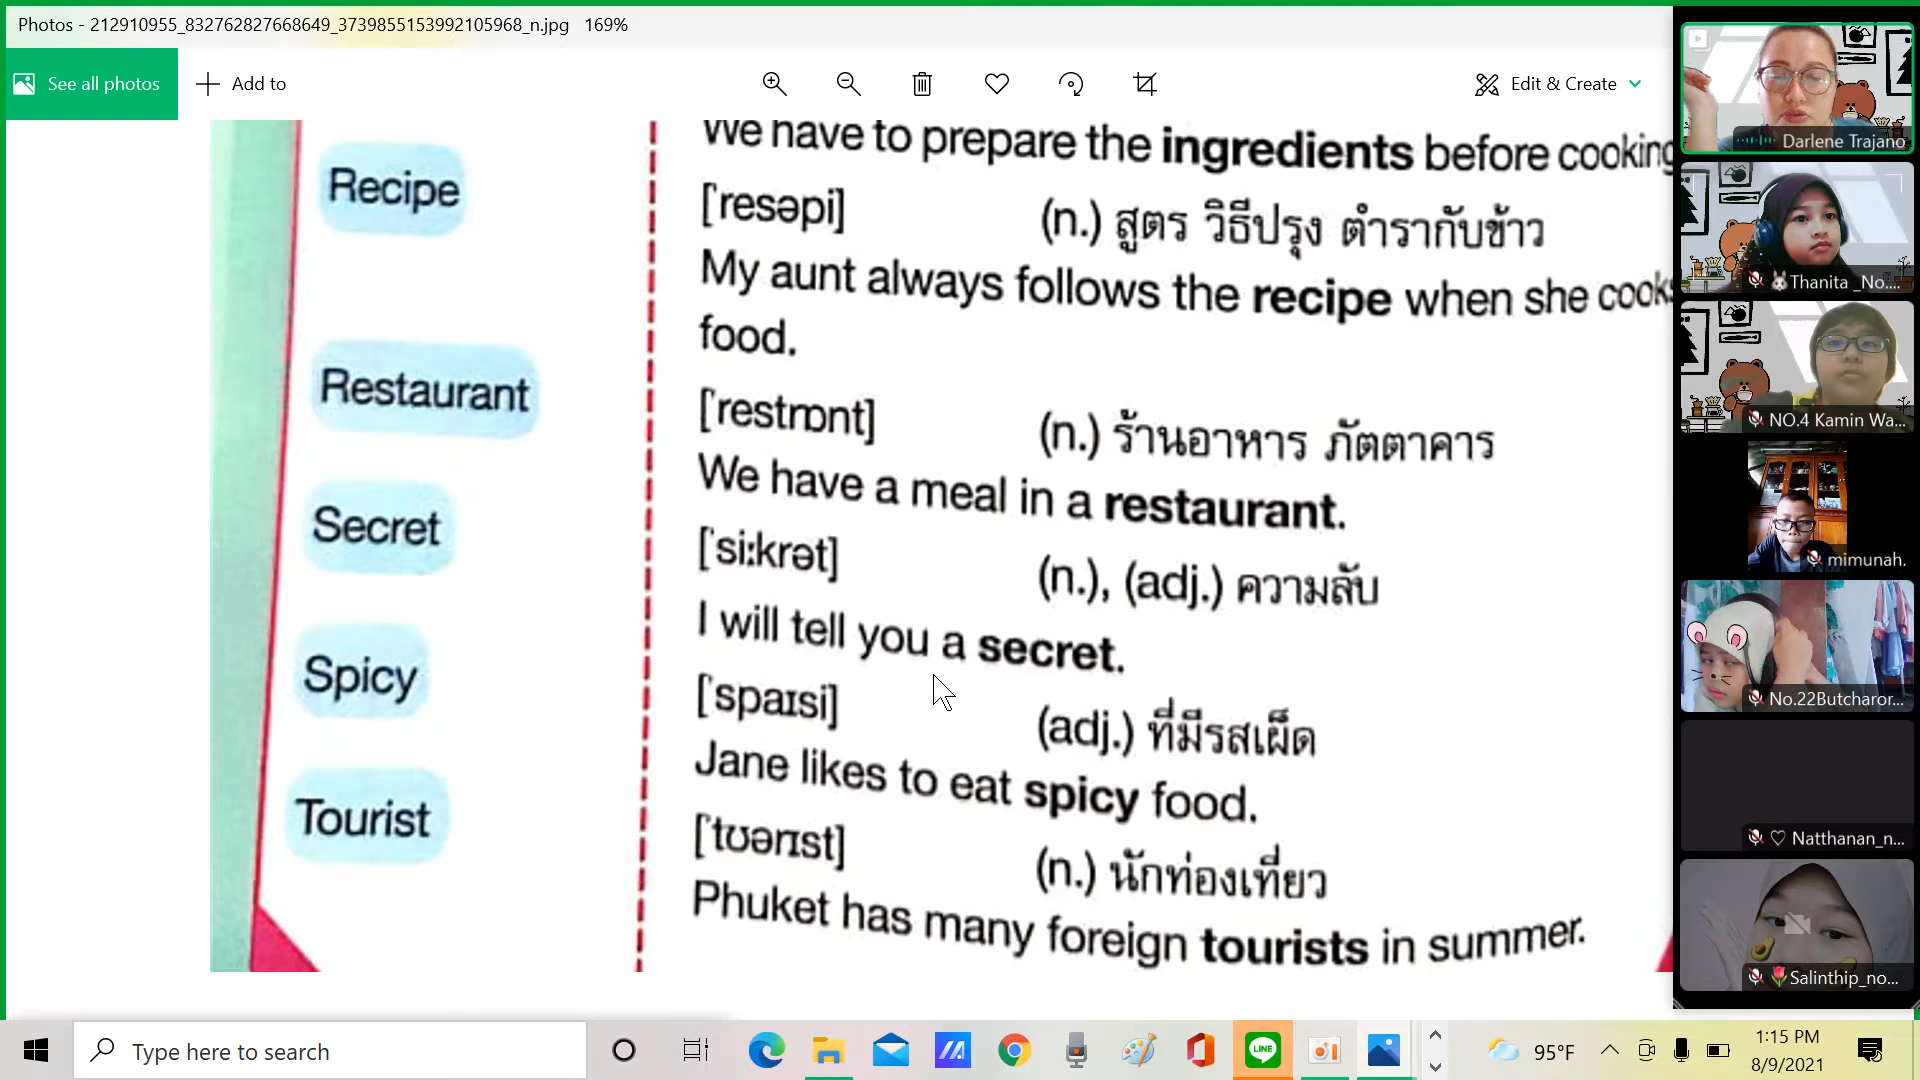 Photos - 212910955_832762827668649_3739855153992105968_n.jpg 169%
See all photos
Add to
Edit & Create
We have to prepare the ingredients before cooking
Recipe
['resəpi] (n.) สูตร วิธีปรุง ตำรากับข้าว
My aunt always follows the recipe when she cooks
food.
Restaurant
['restrɒnt] (n.) ร้านอาหาร ภัตตาคาร
We have a meal in a restaurant.
Secret
['si:krət] (n.), (adj.) ความลับ
I will tell you a secret.
Spicy
['spaɪsi] (adj.) ที่มีรสเผ็ด
Jane likes to eat spicy food.
Tourist
['tʊərɪst] (n.) นักท่องเที่ยว
Phuket has many foreign tourists in summer.
Darlene Trajano
Thanita _No....
NO.4 Kamin Wa...
mimunah.
No.22Butcharor...
Natthanan_n...
Salinthip_no...
Type here to search
LINE
95°F
1:15 PM
8/9/2021